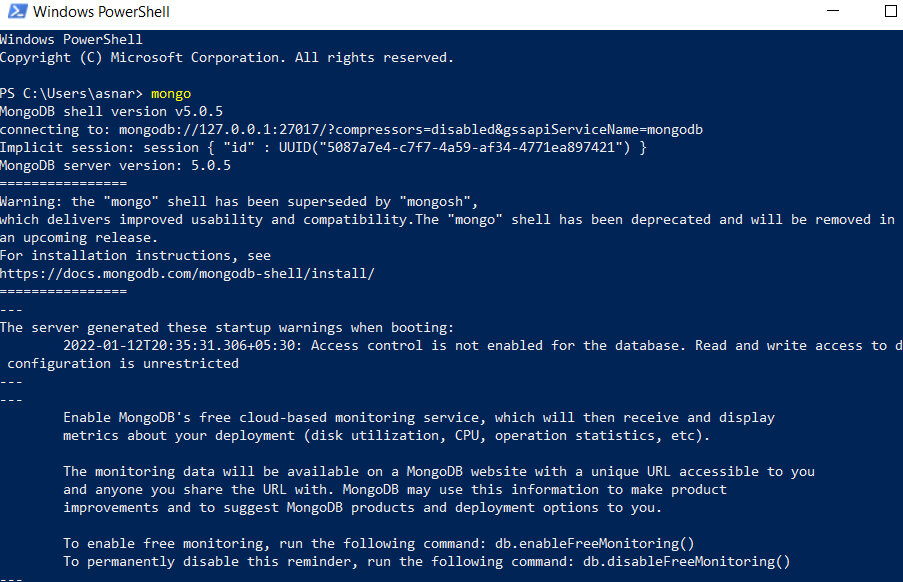 Windows PowerShell
Windows PowerShell
Copyright (C) Microsoft Corporation. All rights reserved.
PS C:\Users\asnar> mongo
MongoDB shell version v5.0.5
connecting to: mongodb://127.0.0.1:27017/?compressors=disabled&gssapiServiceName=mongodb
Implicit session: session { "id" : UUID("5087a7e4-c7f7-4a59-af34-4771ea897421") }
MongoDB server version: 5.0.5
================
Warning: the "mongo" shell has been superseded by "mongosh",
which delivers improved usability and compatibility.The "mongo" shell has been deprecated and will be removed in
an upcoming release.
For installation instructions, see
https://docs.mongodb.com/mongodb-shell/install/
================
---
The server generated these startup warnings when booting:
2022-01-12T20:35:31.306+05:30: Access control is not enabled for the database. Read and write access to d
configuration is unrestricted
---
---
Enable MongoDB's free cloud-based monitoring service, which will then receive and display
metrics about your deployment (disk utilization, CPU, operation statistics, etc).
The monitoring data will be available on a MongoDB website with a unique URL accessible to you
and anyone you share the URL with. MongoDB may use this information to make product
improvements and to suggest MongoDB products and deployment options to you.
To enable free monitoring, run the following command: db.enableFreeMonitoring()
To permanently disable this reminder, run the following command: db.disableFreeMonitoring()
---